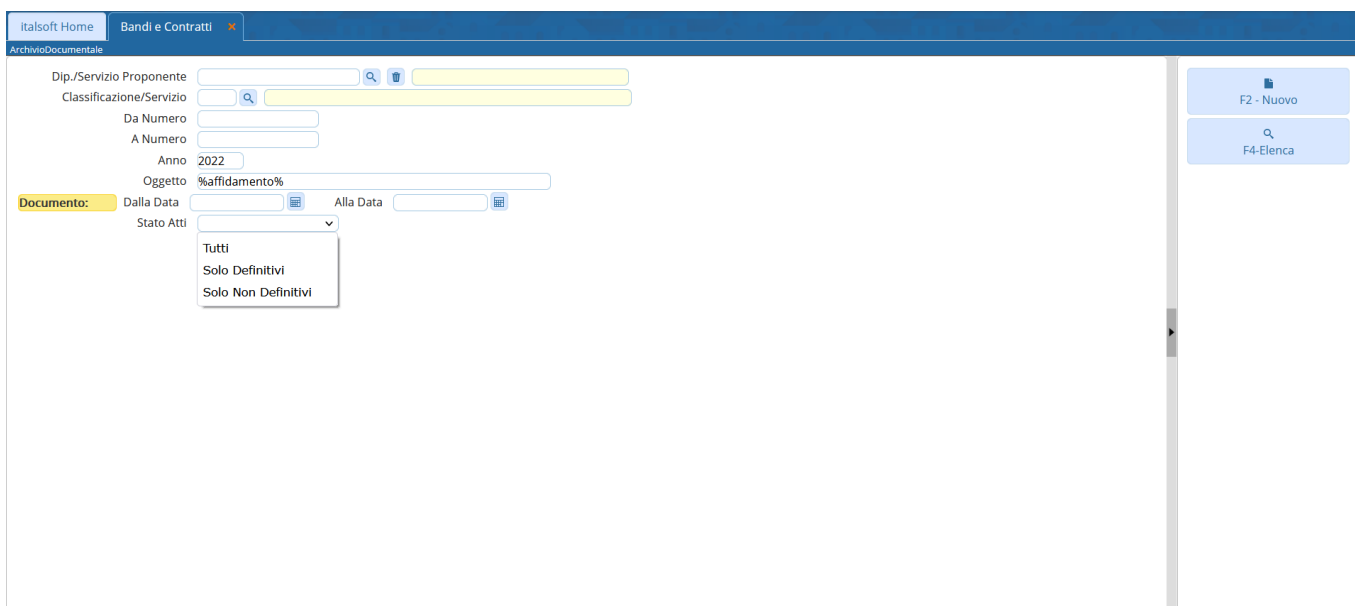 italsoft Home
Bandi e Contratti
ArchivioDocumentale
Dip./Servizio Proponente
Classificazione/Servizio
Da Numero
A Numero
Anno 2022
Oggetto %affidamento%
Documento: Dalla Data Alla Data
Stato Atti
Tutti
Solo Definitivi
Solo Non Definitivi
F2 - Nuovo
F4-Elenca